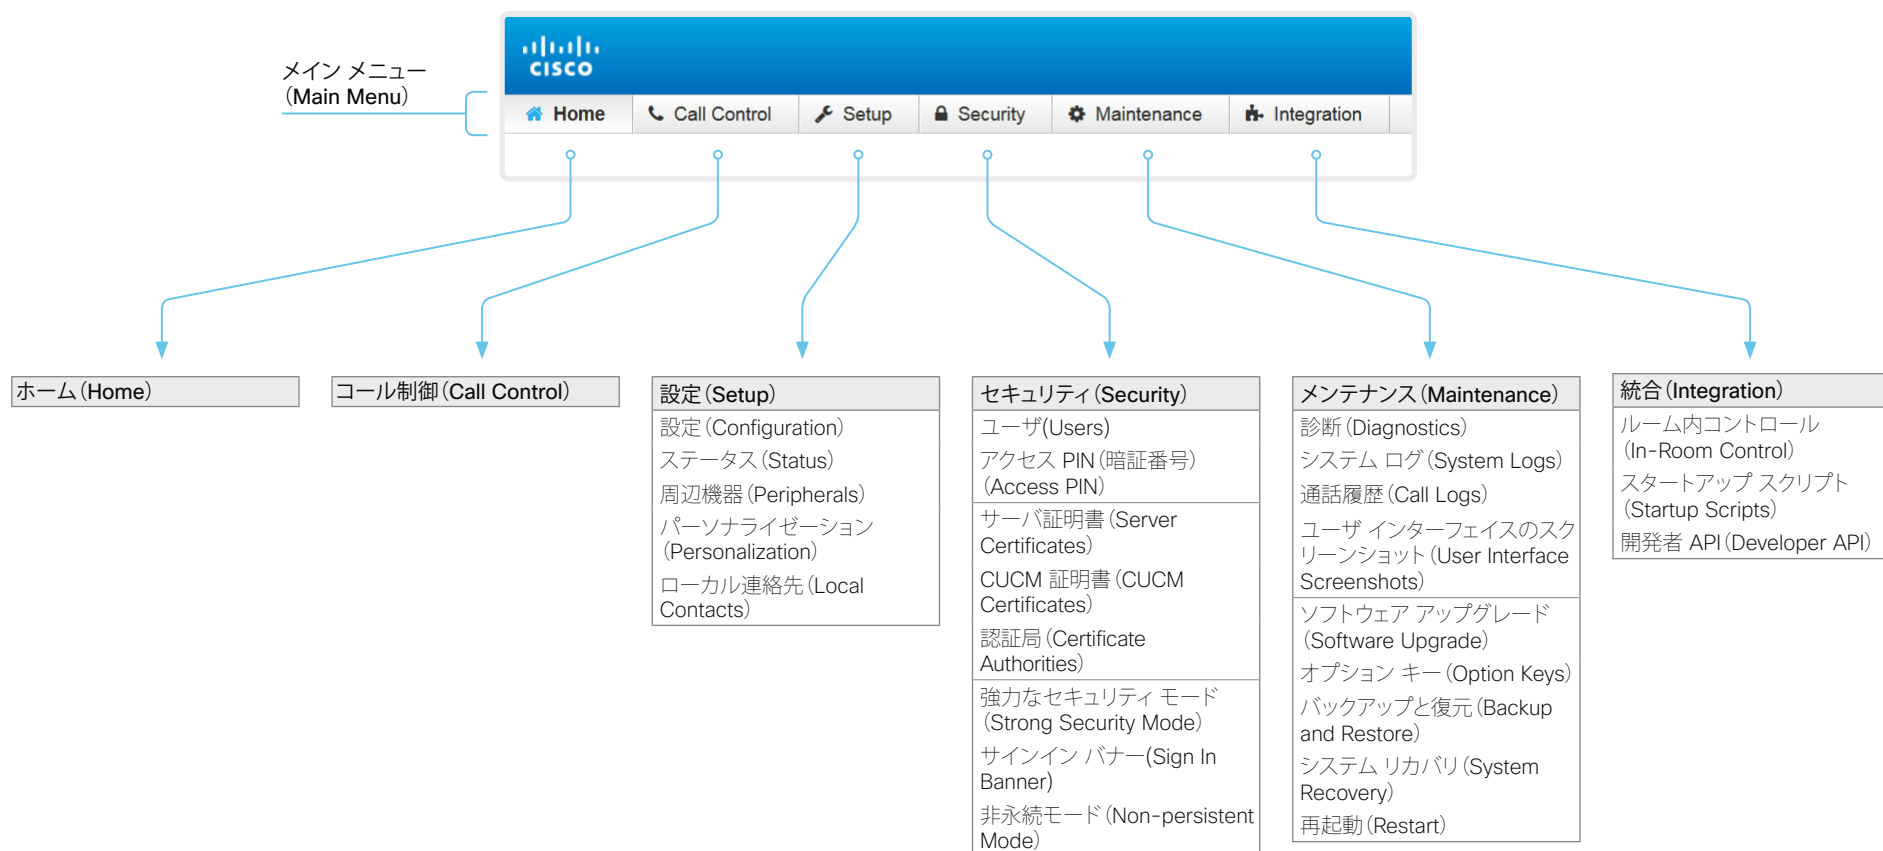 メイン メニュー
（Main Menu）
CISCO
Home
Call Control
Setup
Security
Maintenance
Integration
ホーム（Home）
コール制御（Call Control）
設定（Setup）
設定（Configuration）
ステータス（Status）
周辺機器（Peripherals）
パーソナライゼーション
（Personalization）
ローカル連絡先（Local
Contacts）
セキュリティ（Security）
ユーザ(Users)
アクセス PIN（暗証番号）
（Access PIN）
サーバ証明書（Server
Certificates）
CUCM 証明書（CUCM
Certificates）
認証局（Certificate
Authorities）
強力なセキュリティ モード
（Strong Security Mode）
サインイン バナー(Sign In
Banner)
非永続モード（Non-persistent
Mode）
メンテナンス（Maintenance）
診断（Diagnostics）
システム ログ（System Logs）
通話履歴（Call Logs）
ユーザ インターフェイスのスク
リーンショット（User Interface
Screenshots）
ソフトウェア アップグレード
（Software Upgrade）
オプション キー（Option Keys）
バックアップと復元（Backup
and Restore）
システム リカバリ（System
Recovery）
再起動（Restart）
統合（Integration）
ルーム内コントロール
（In-Room Control）
スタートアップ スクリプト
（Startup Scripts）
開発者 API（Developer API）